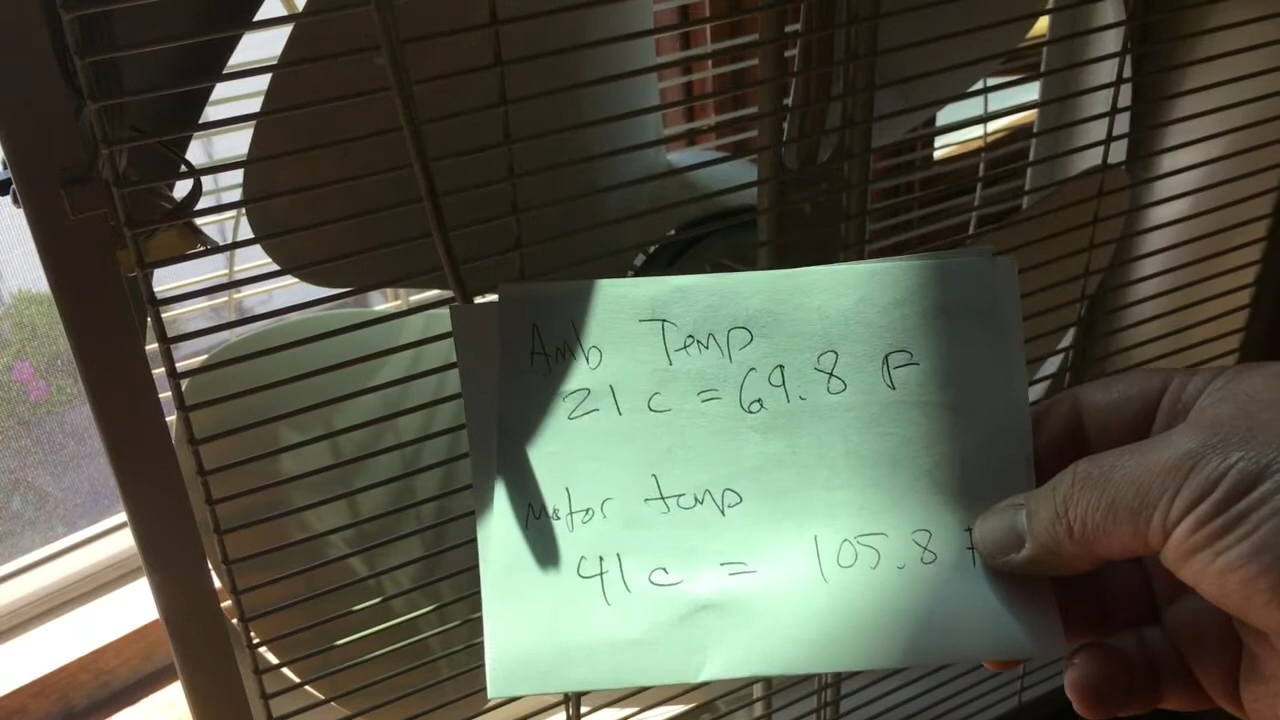 Amb Temp
21 c = 69.8 F
Motor temp
41 c = 105.8 F